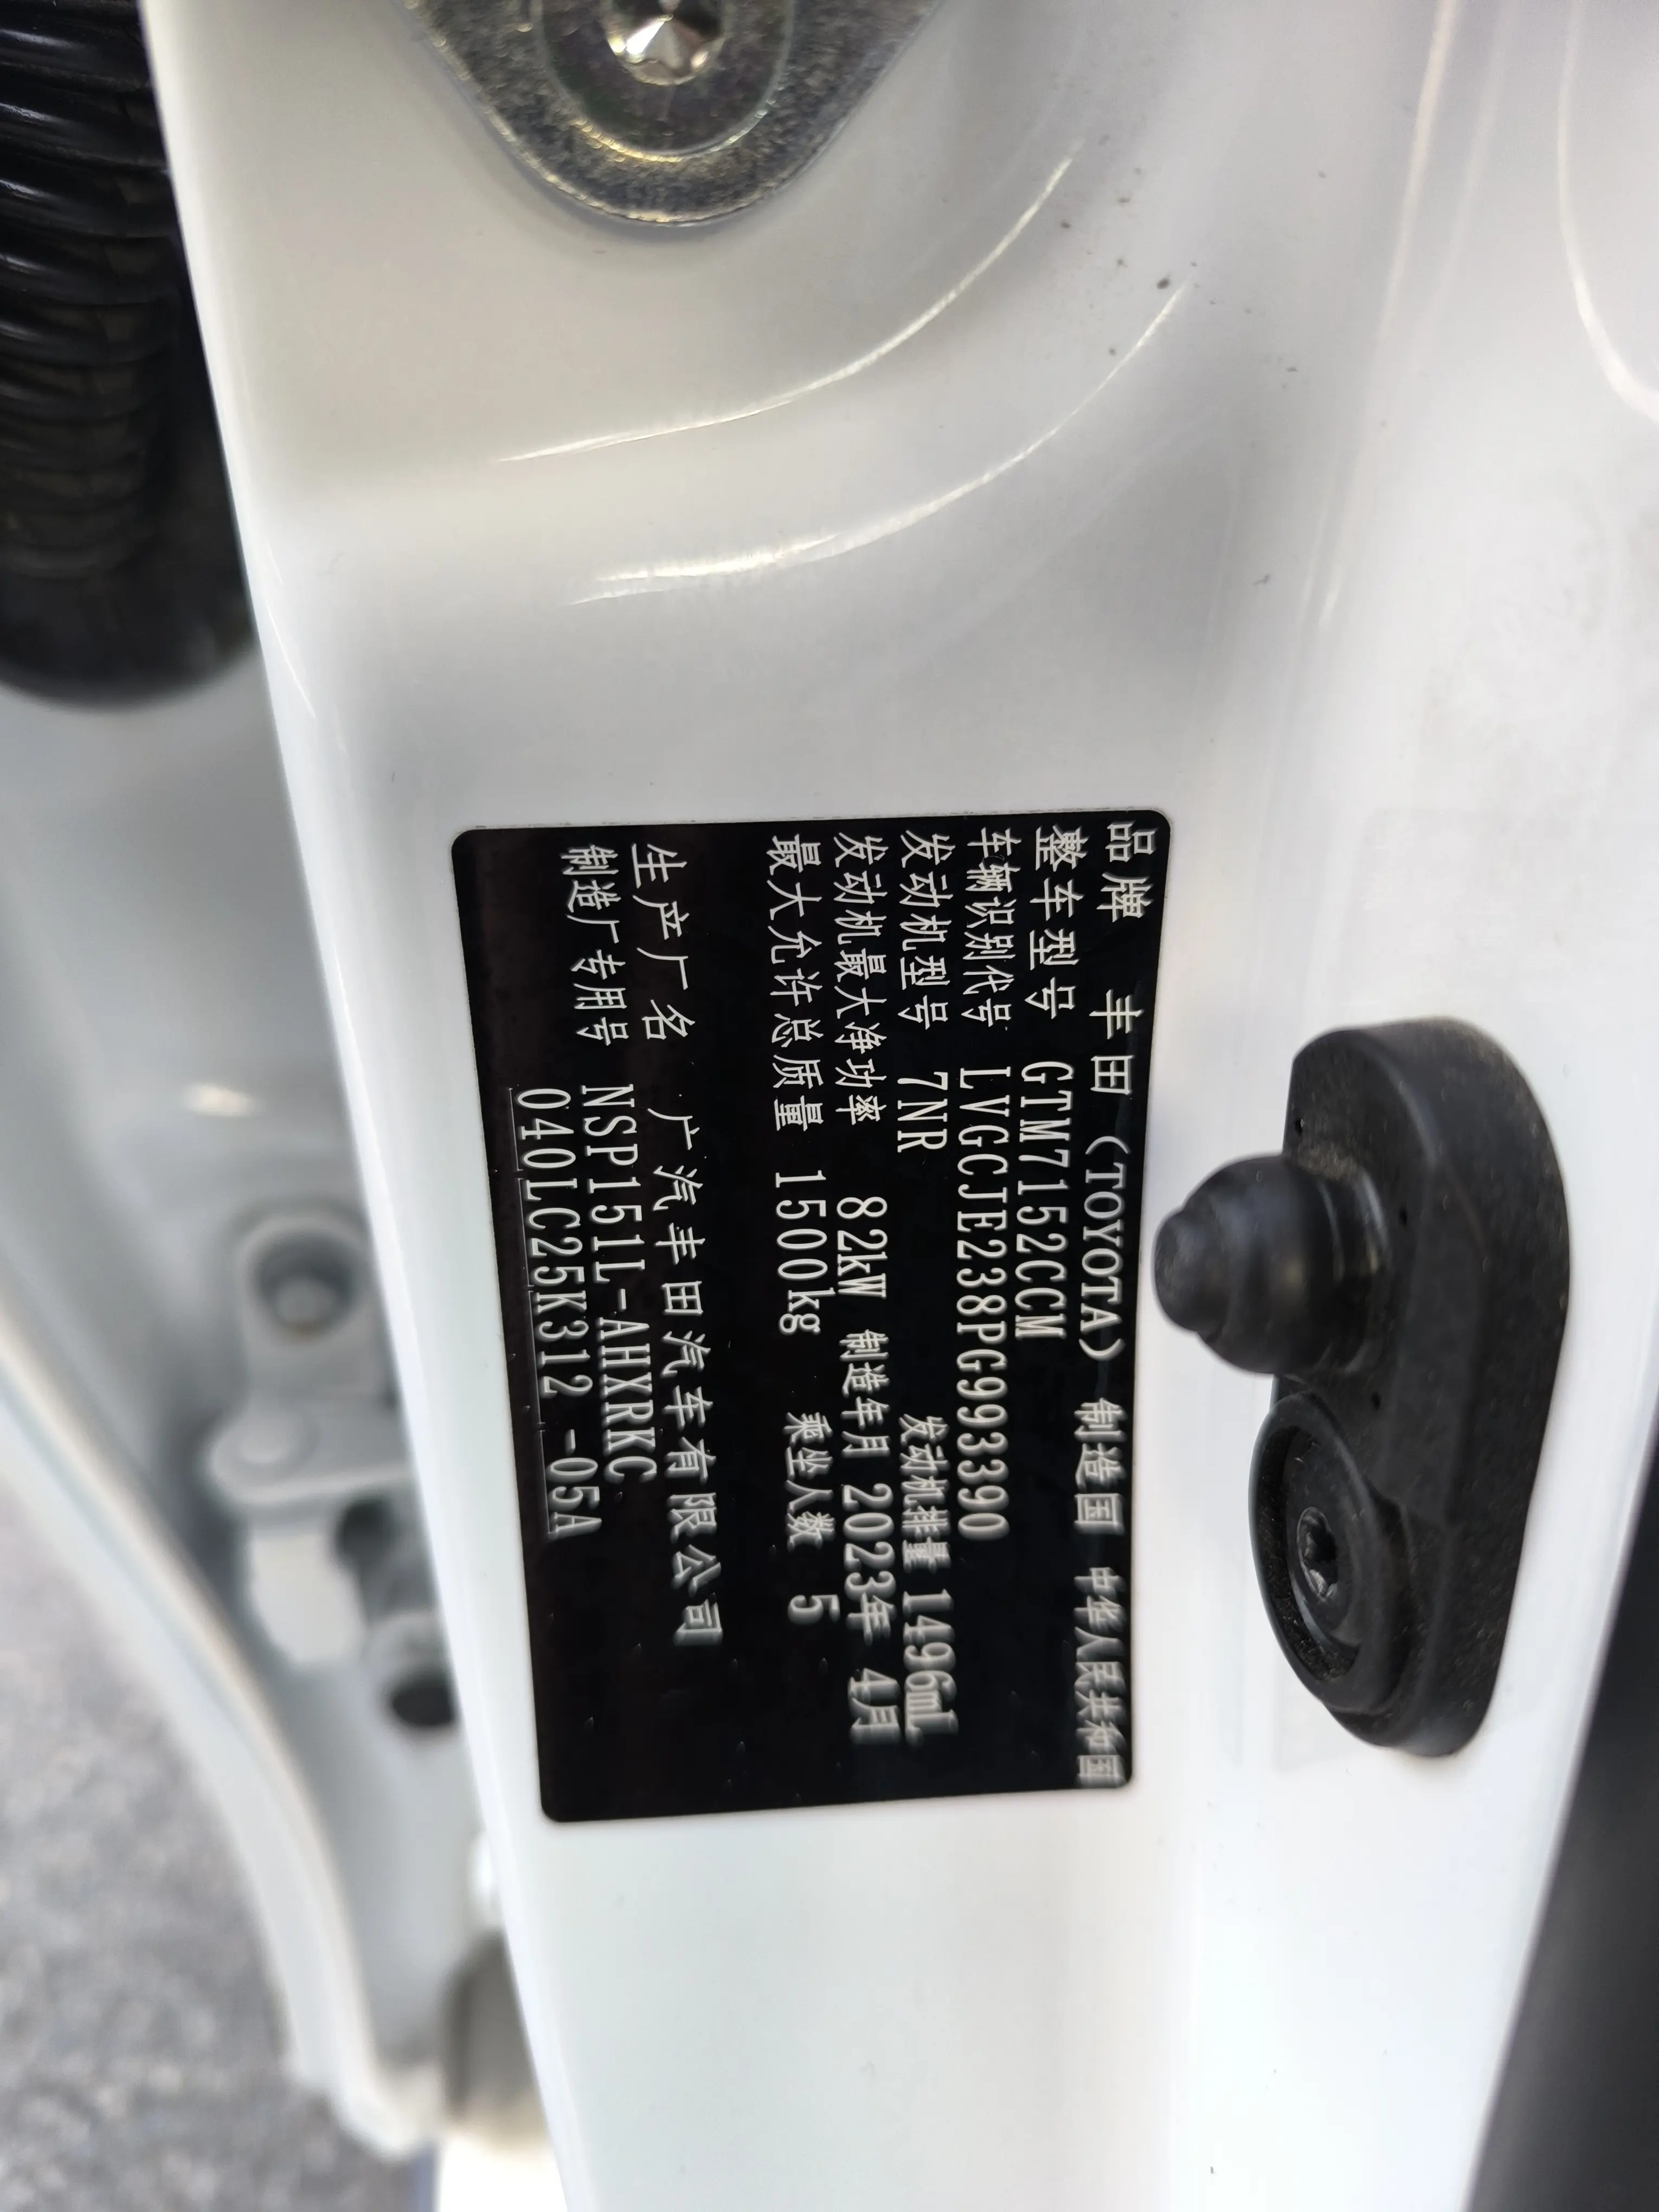 品牌 丰田 (TOYOTA) 制造国 中华人民共和国
整车型号 GTM7152CCM
车辆识别代号 LVGCJE238PG993390
发动机型号 7NR 发动机排量 1496mL
发动机最大净功率 82kW 制造年月 2023年 4月
最大允许总质量 1500kg 乘坐人数 5
生产厂名 广汽丰田汽车有限公司
制造厂专用号 NSP151L-AHXRKC
040LC25K312 -05A